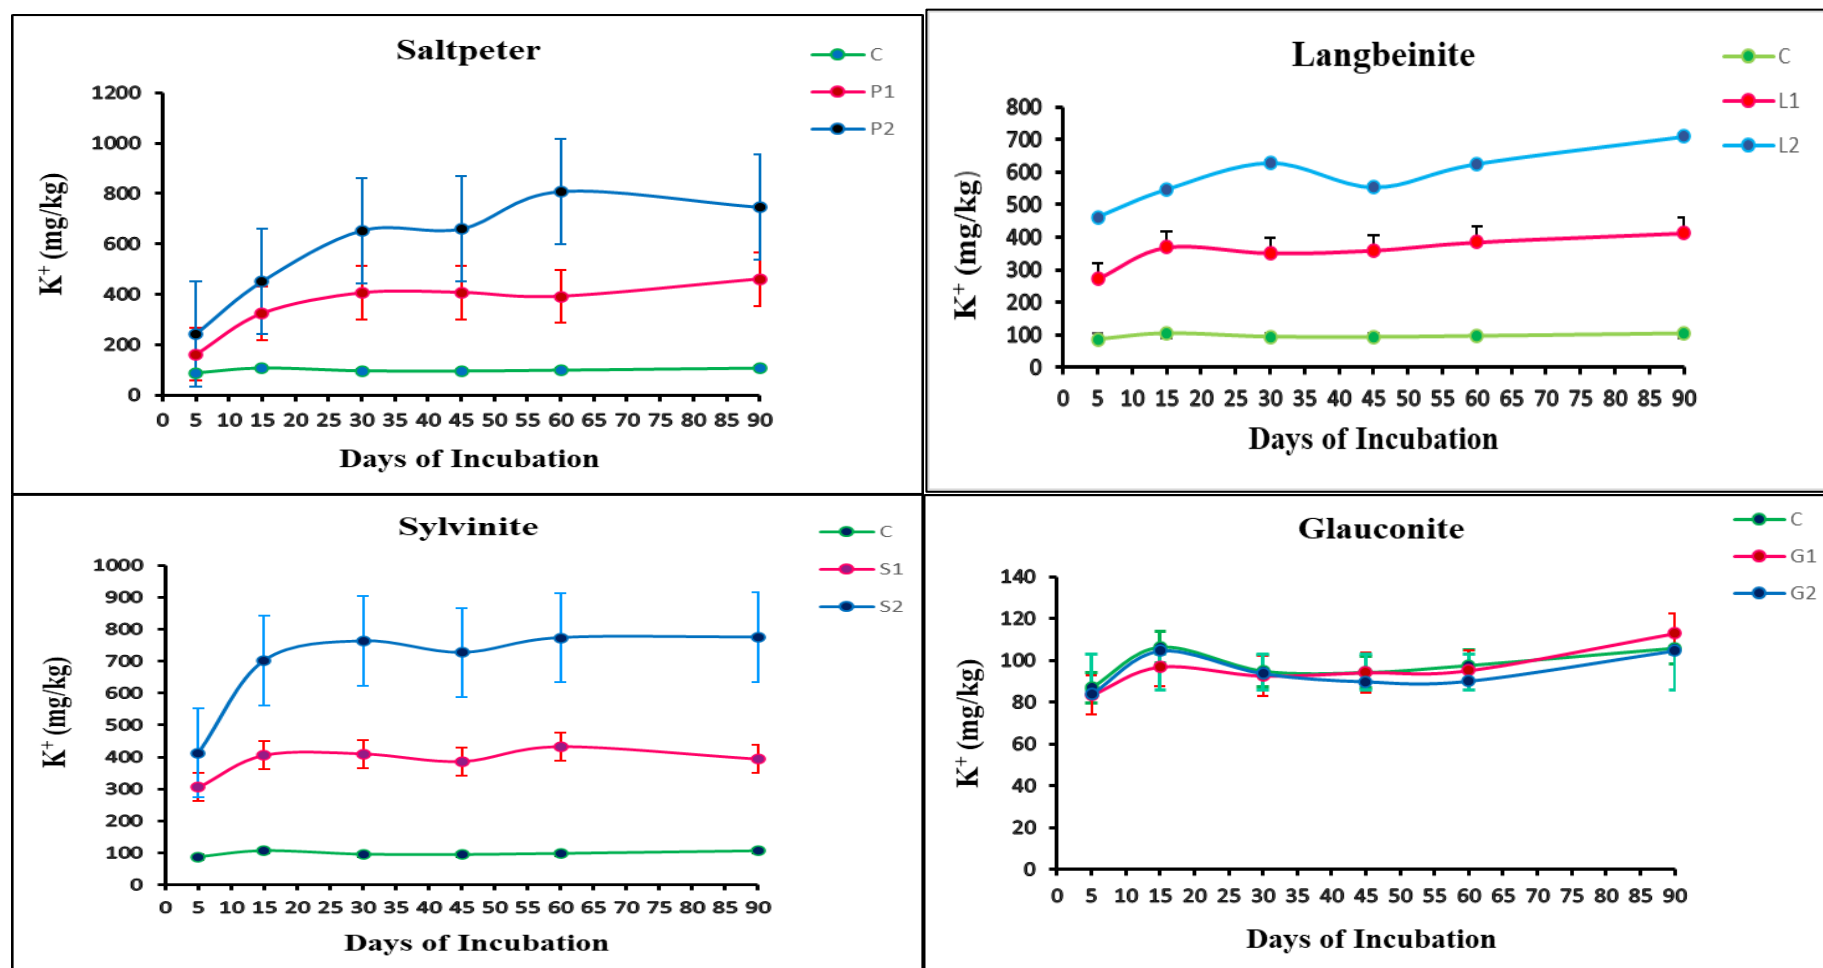 Saltpeter
C
P1
P2
1200
1000
800
600
400
200
0
K+ (mg/kg)
0 5 10 15 20 25 30 35 40 45 50 55 60 65 70 75 80 85 90
Days of Incubation
Langbeinite
C
L1
L2
800
700
600
500
400
300
200
100
0
K+ (mg/kg)
0 5 10 15 20 25 30 35 40 45 50 55 60 65 70 75 80 85 90
Days of Incubation
Sylvinite
C
S1
S2
1000
900
800
700
600
500
400
300
200
100
0
K+ (mg/kg)
0 5 10 15 20 25 30 35 40 45 50 55 60 65 70 75 80 85 90
Days of Incubation
Glauconite
C
G1
G2
140
120
100
80
60
40
20
0
K+ (mg/kg)
0 5 10 15 20 25 30 35 40 45 50 55 60 65 70 75 80 85 90
Days of Incubation